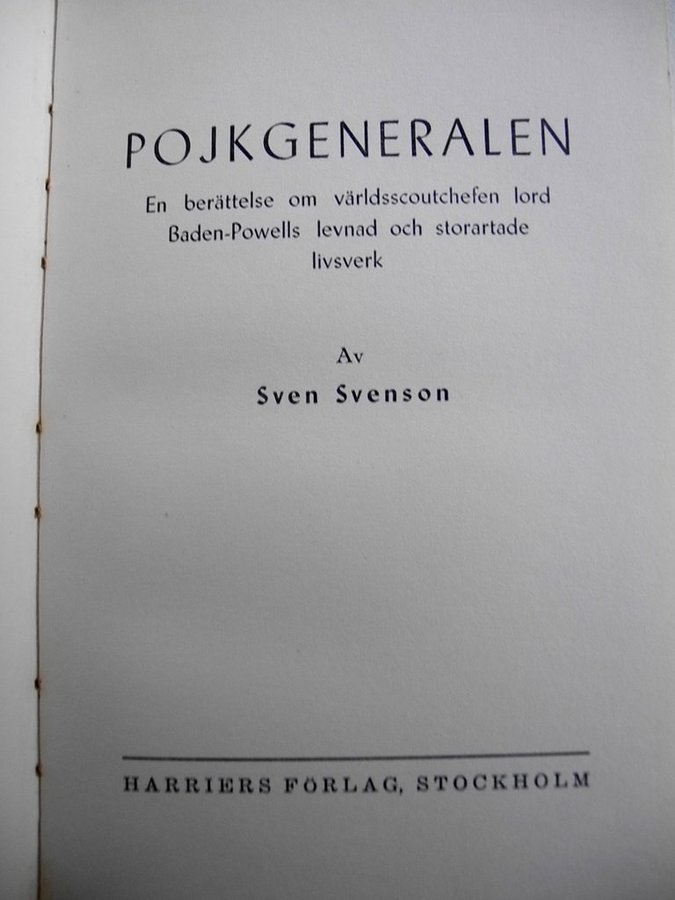 POJKGENERALEN
En berättelse om världsscoutchefen lord
Baden-Powells levnad och storartade
livsverk
Av
Sven Svenson
HARRIERS FÖRLAG, STOCKHOLM